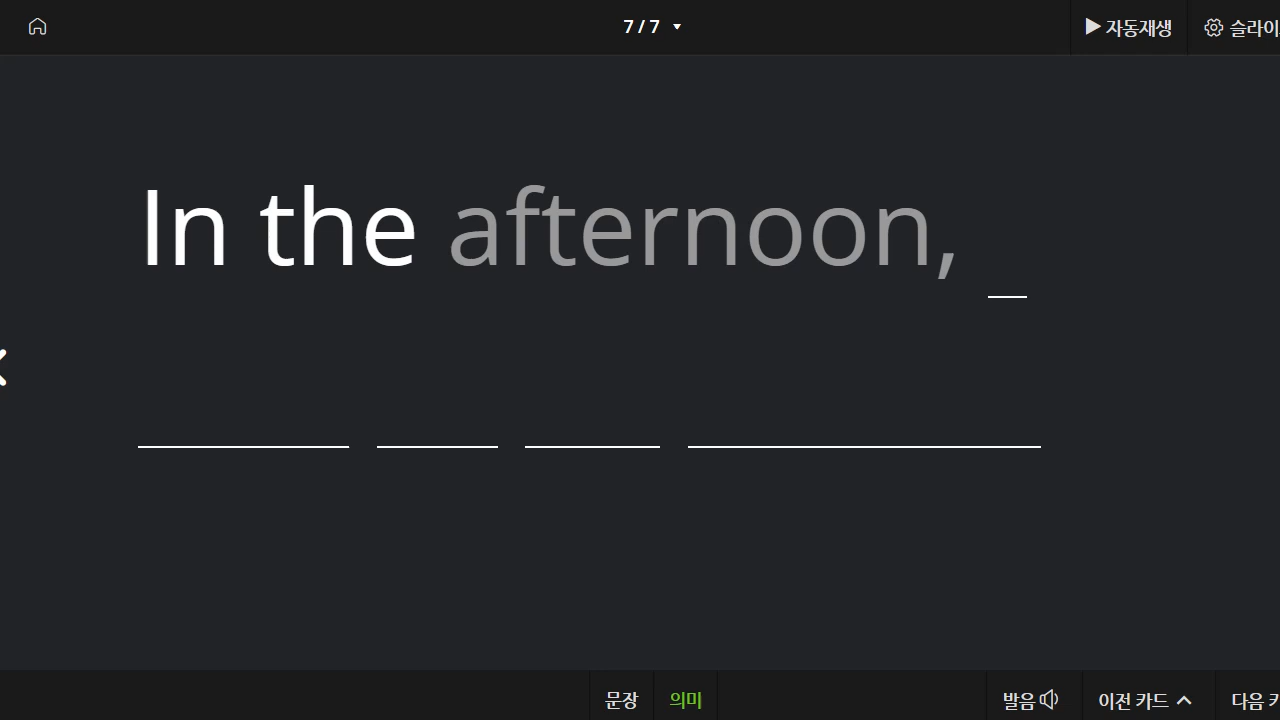 7 / 7
자동재생
슬라이
In the afternoon,
문장
의미
발음
이전 카드
다음